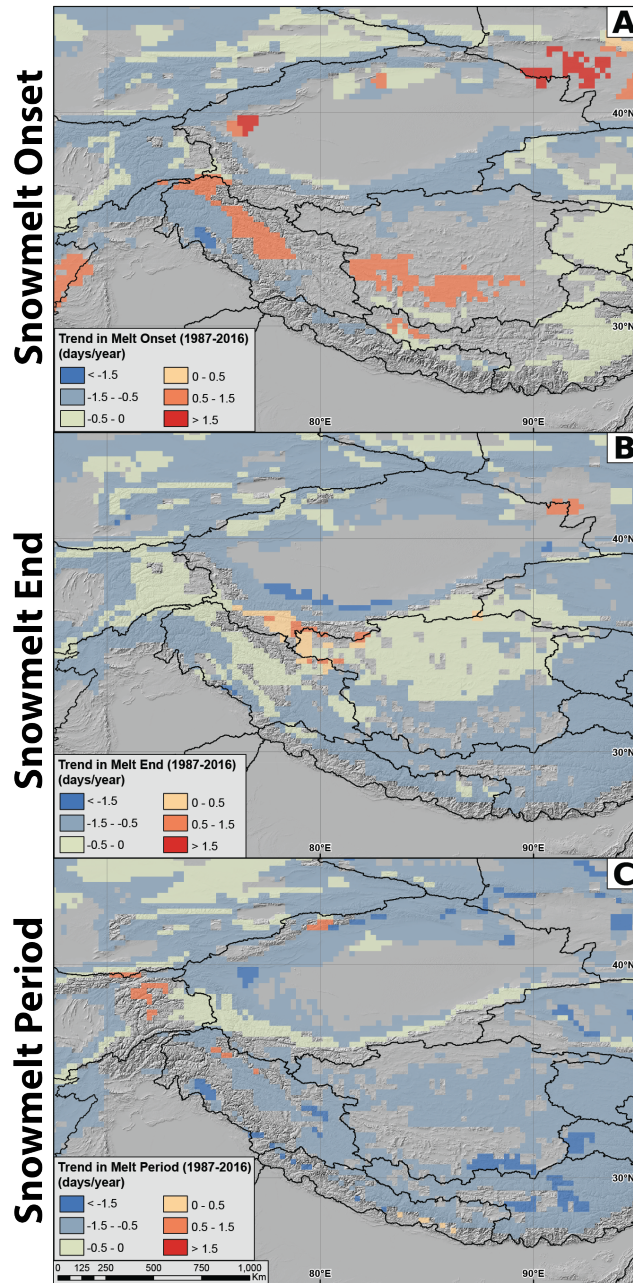 Snowmelt Onset
A
40°N
30°N
Trend in Melt Onset (1987-2016)
(days/year)
< -1.5
0 - 0.5
-1.5 - -0.5
0.5 - 1.5
-0.5 - 0
> 1.5
80°E
90°E
Snowmelt End
B
40°N
30°N
Trend in Melt End (1987-2016)
(days/year)
< -1.5
0 - 0.5
-1.5 - -0.5
0.5 - 1.5
-0.5 - 0
> 1.5
80°E
90°E
Snowmelt Period
C
40°N
30°N
Trend in Melt Period (1987-2016)
(days/year)
< -1.5
0 - 0.5
-1.5 - -0.5
0.5 - 1.5
-0.5 - 0
> 1.5
0 125 250 500 750 1,000
Km
80°E
90°E